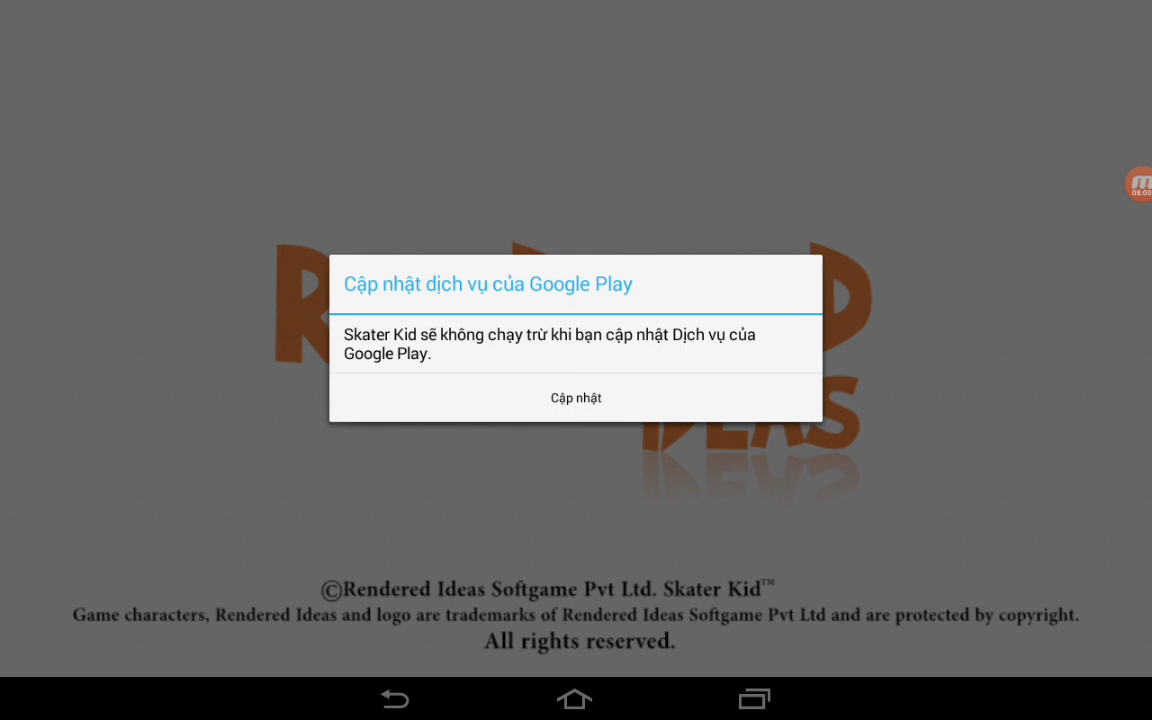 Cập nhật dịch vụ của Google Play
Skater Kid sẽ không chạy trừ khi bạn cập nhật Dịch vụ của
Google Play.
Cập nhật
©Rendered Ideas Softgame Pvt Ltd. Skater Kid™
Game characters, Rendered Ideas and logo are trademarks of Rendered Ideas Softgame Pvt Ltd and are protected by copyright.
All rights reserved.